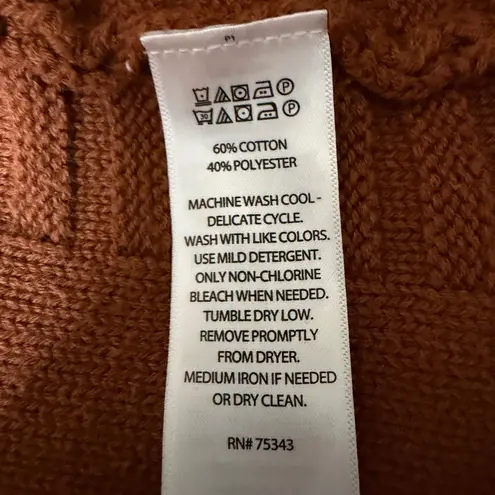 P1
P
30 P
60% COTTON
40% POLYESTER
MACHINE WASH COOL -
DELICATE CYCLE.
WASH WITH LIKE COLORS.
USE MILD DETERGENT.
ONLY NON-CHLORINE
BLEACH WHEN NEEDED.
TUMBLE DRY LOW.
REMOVE PROMPTLY
FROM DRYER.
MEDIUM IRON IF NEEDED
OR DRY CLEAN.
RN# 75343